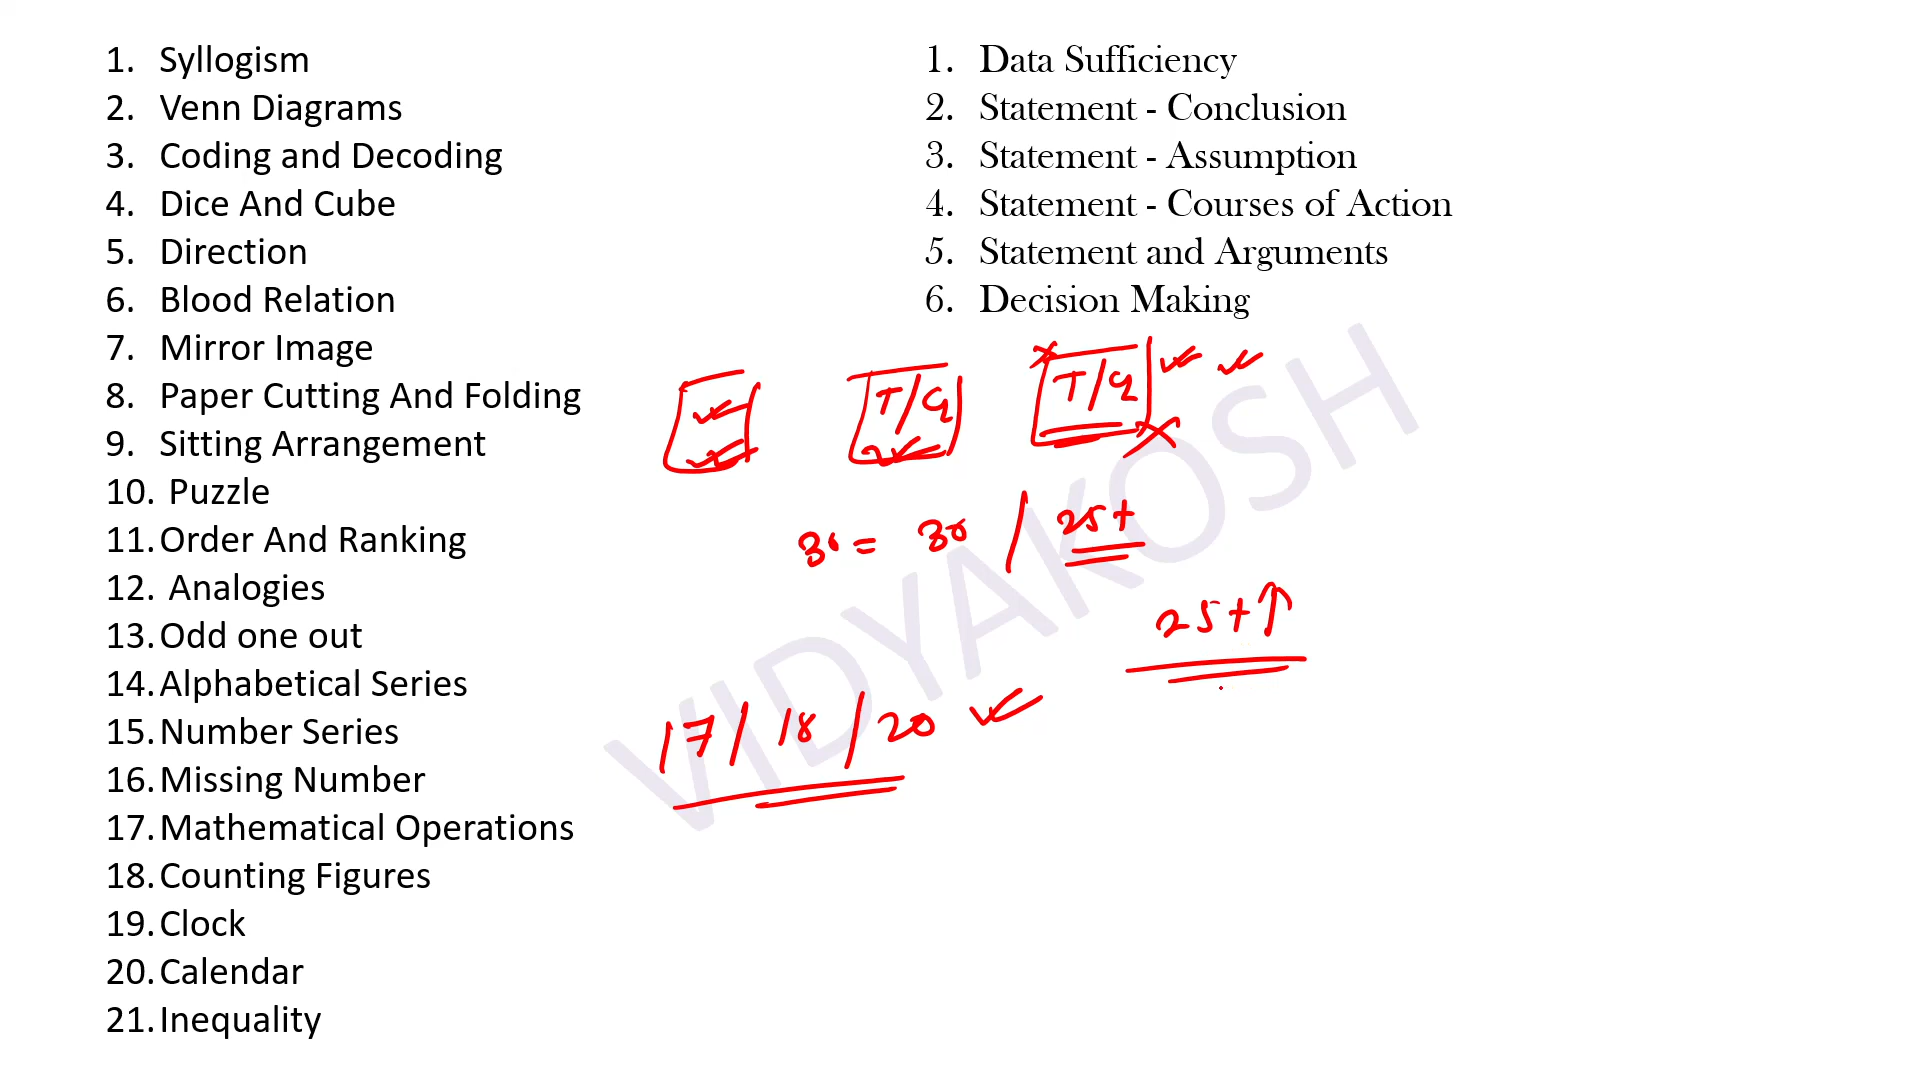 1. Syllogism
2. Venn Diagrams
3. Coding and Decoding
4. Dice And Cube
5. Direction
6. Blood Relation
7. Mirror Image
8. Paper Cutting And Folding
9. Sitting Arrangement
10. Puzzle
11. Order And Ranking
12. Analogies
13. Odd one out
14. Alphabetical Series
15. Number Series
16. Missing Number
17. Mathematical Operations
18. Counting Figures
19. Clock
20. Calendar
21. Inequality
1. Data Sufficiency
2. Statement - Conclusion
3. Statement - Assumption
4. Statement - Courses of Action
5. Statement and Arguments
6. Decision Making
T/G T/G
30 = 30 / 25+
25+↑
17/18/20
VIDYAKOSH